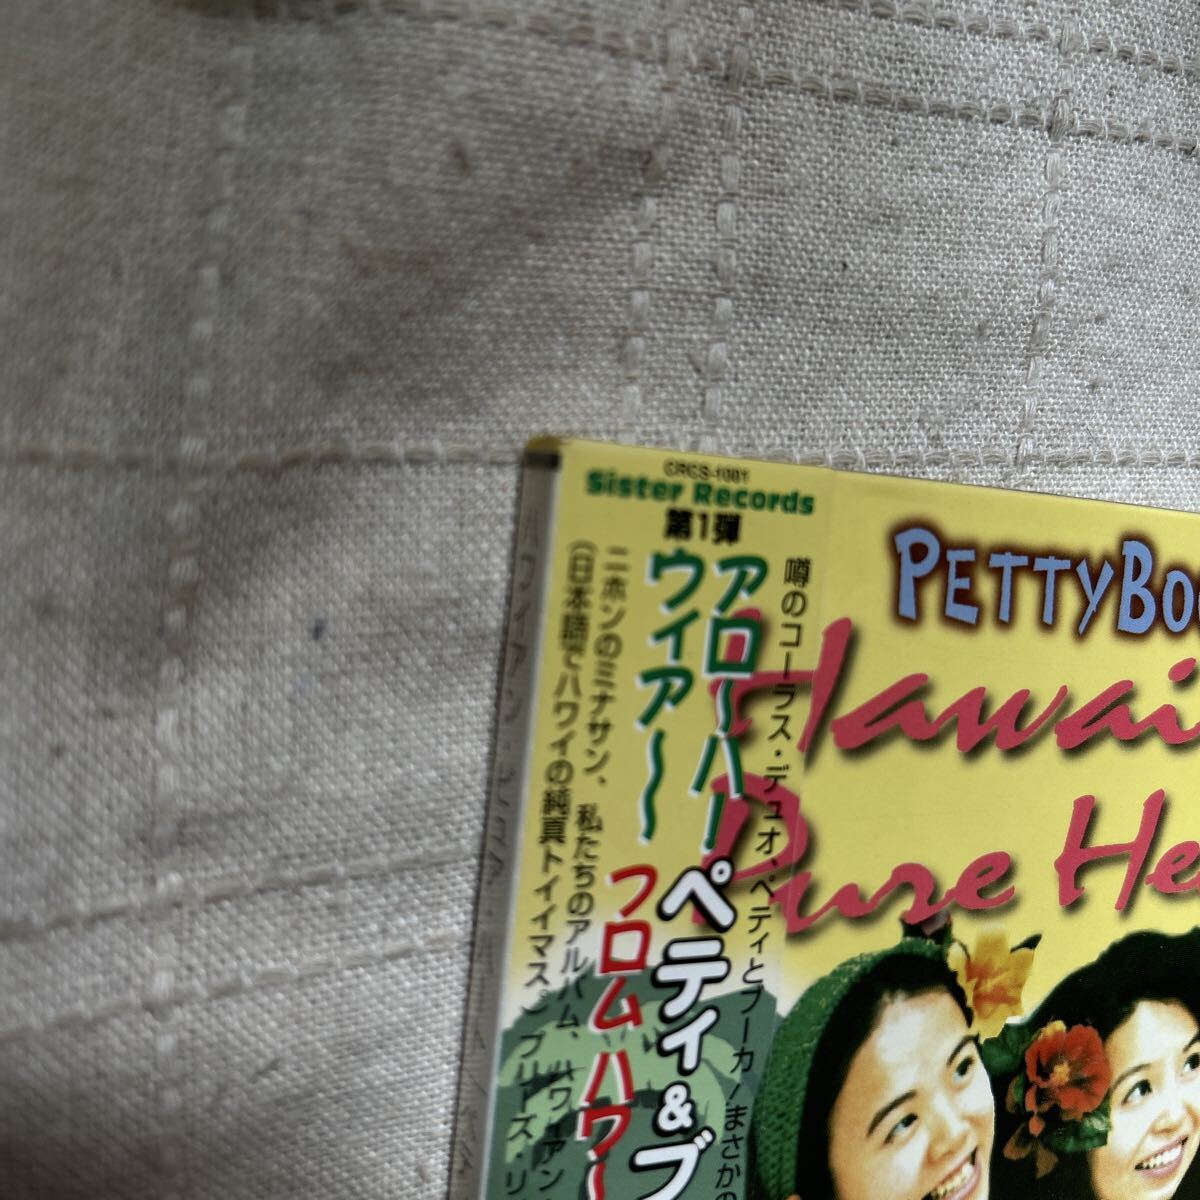 CRCS-1001
Sister Records
第1弾
噂のコーラス・デュオ、ペティとブーカ!まさかの
アロ〜ハー
ウィア〜〜
ペティ&ブ
フロム ハワ〜
ニホンのミナサン、私たちのアルバム、ハワイアン・
(日本語でハワイの純真トイイマス。)プリーズ・リ
PETTYBOO
Hawai
Pure He